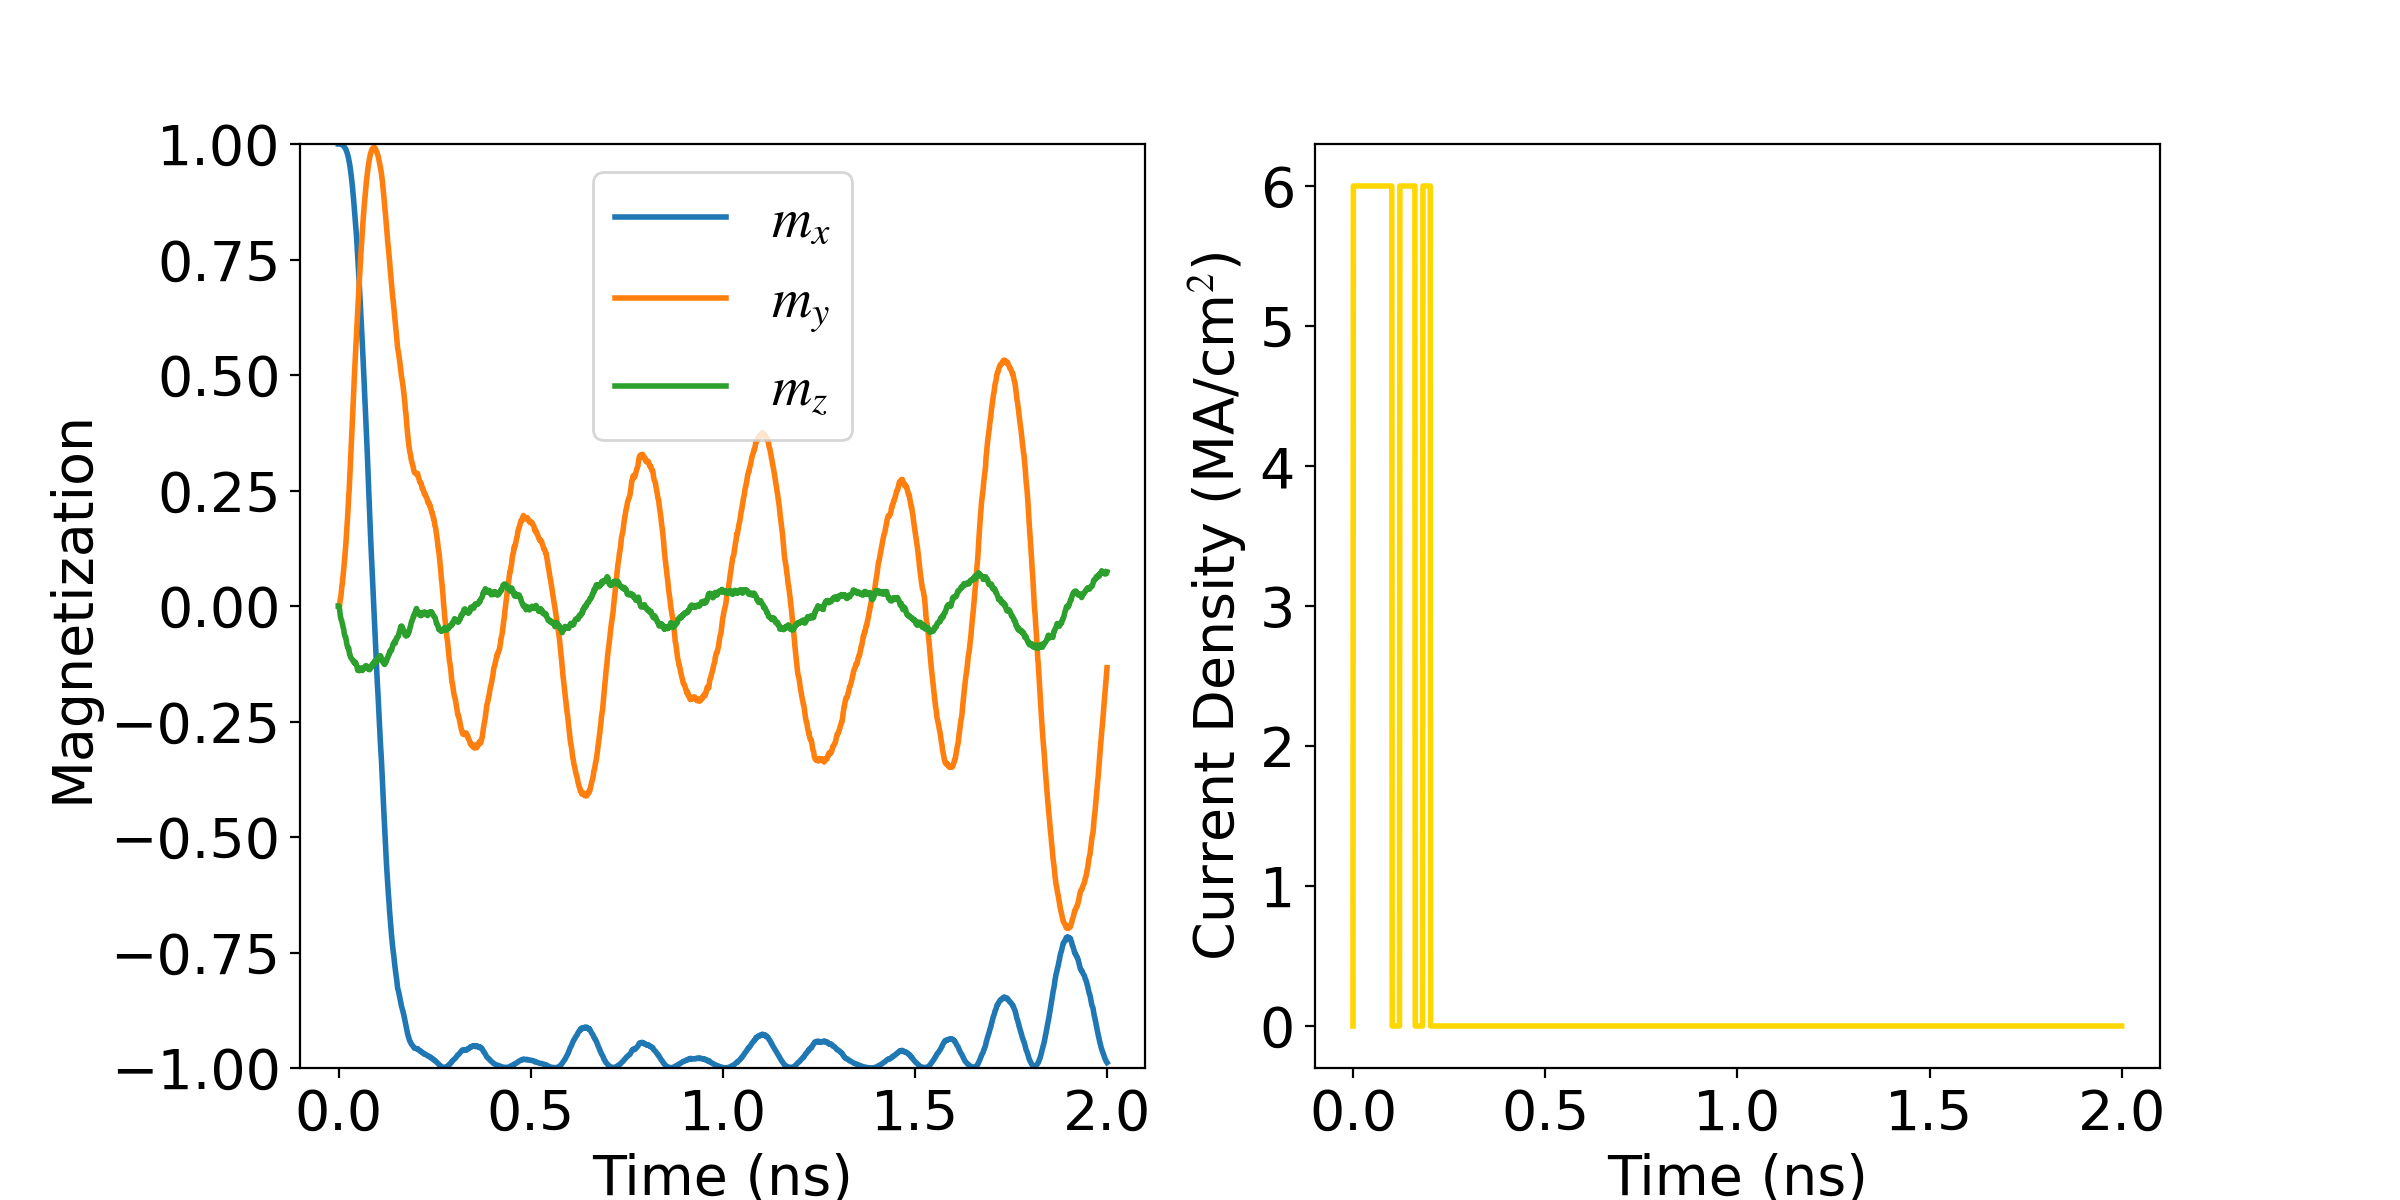 1.00
0.75
0.50
0.25
0.00
−0.25
−0.50
−0.75
−1.00
Magnetization
0.0 0.5 1.0 1.5 2.0
Time (ns)
m_x
m_y
m_z
6
5
4
3
2
1
0
Current Density (MA/cm²)
0.0 0.5 1.0 1.5 2.0
Time (ns)